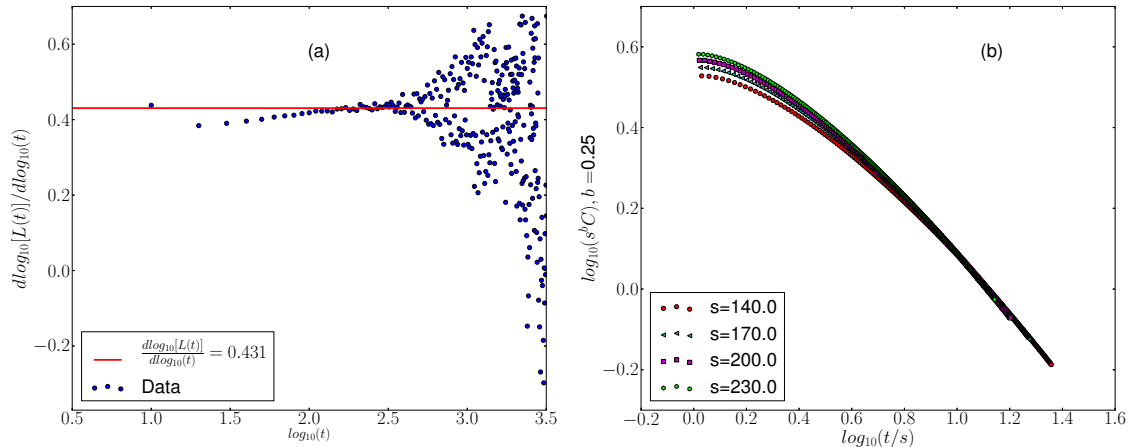 (a)
dlog₁₀[L(t)]/dlog₁₀(t)
0.6
0.4
0.2
0.0
−0.2
dlog₁₀[L(t)]/dlog₁₀(t) = 0.431
Data
0.5 1.0 1.5 2.0 2.5 3.0 3.5
log₁₀(t)
(b)
log₁₀(sᵇC), b = 0.25
0.6
0.4
0.2
0.0
−0.2
s=140.0
s=170.0
s=200.0
s=230.0
−0.2 0.0 0.2 0.4 0.6 0.8 1.0 1.2 1.4 1.6
log₁₀(t/s)